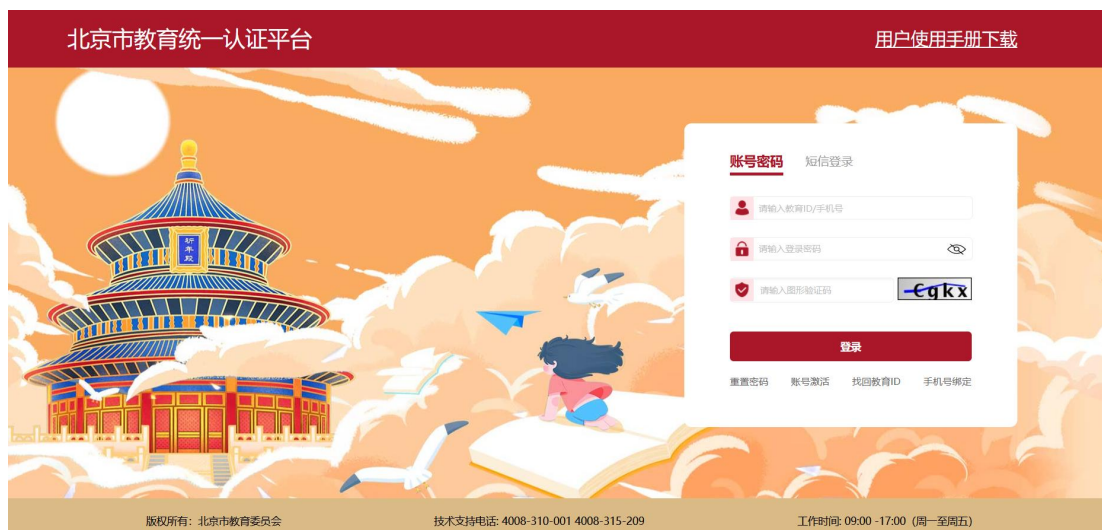 北京市教育统一认证平台 用户使用手册下载
祈年殿
账号密码 短信登录
请输入教育ID/手机号
请输入登录密码
请输入图形验证码 Cqkx
登录
重置密码 账号激活 找回教育ID 手机号绑定
版权所有：北京市教育委员会 技术支持电话: 4008-310-001 4008-315-209 工作时间: 09:00 -17:00（周一至周五）